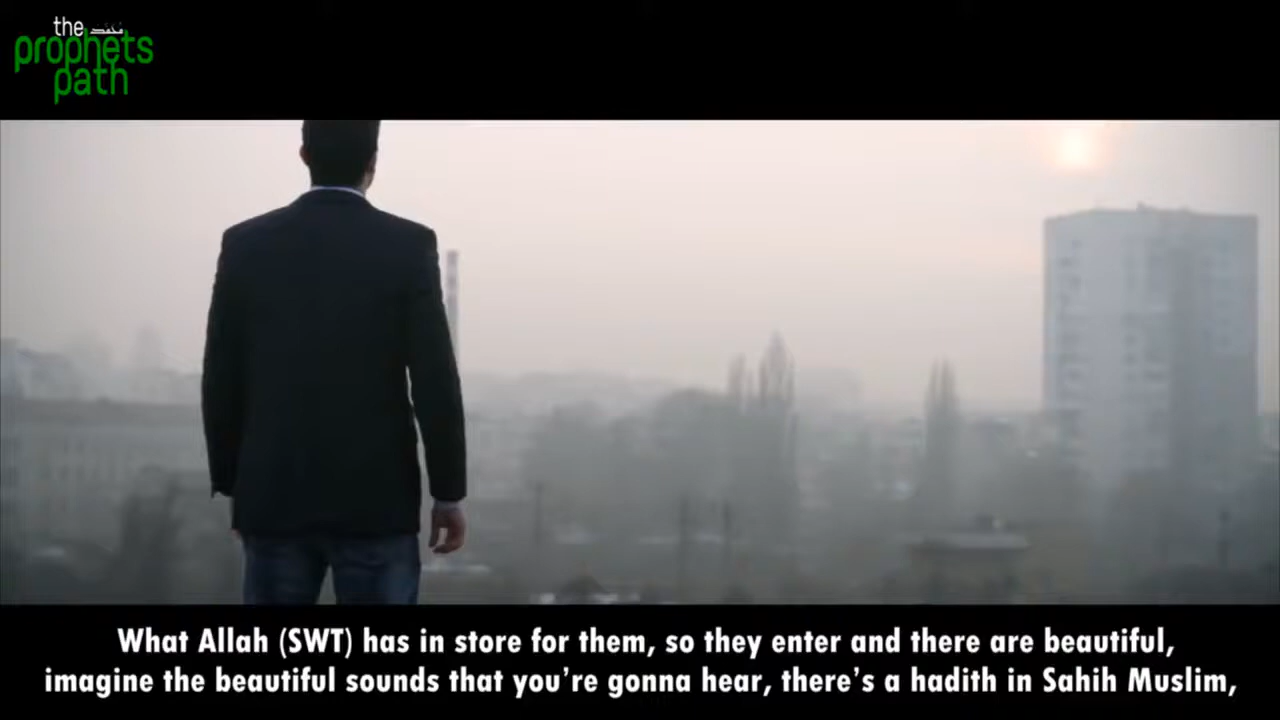 the محمد
prophets
path
What Allah (SWT) has in store for them, so they enter and there are beautiful,
imagine the beautiful sounds that you're gonna hear, there's a hadith in Sahih Muslim,